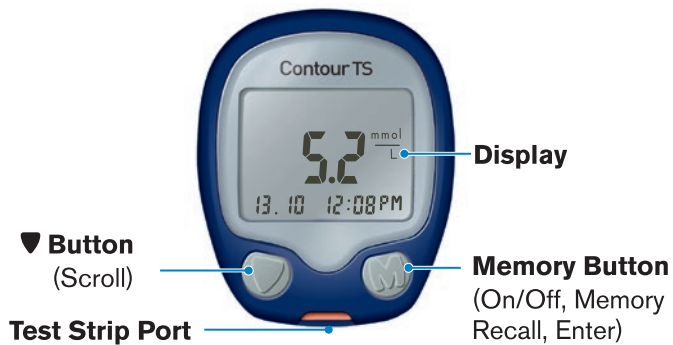 Contour TS
5.2 mmol/L
13.10 12:08PM
Display
▼ Button
(Scroll)
Memory Button
(On/Off, Memory
Recall, Enter)
M
Test Strip Port